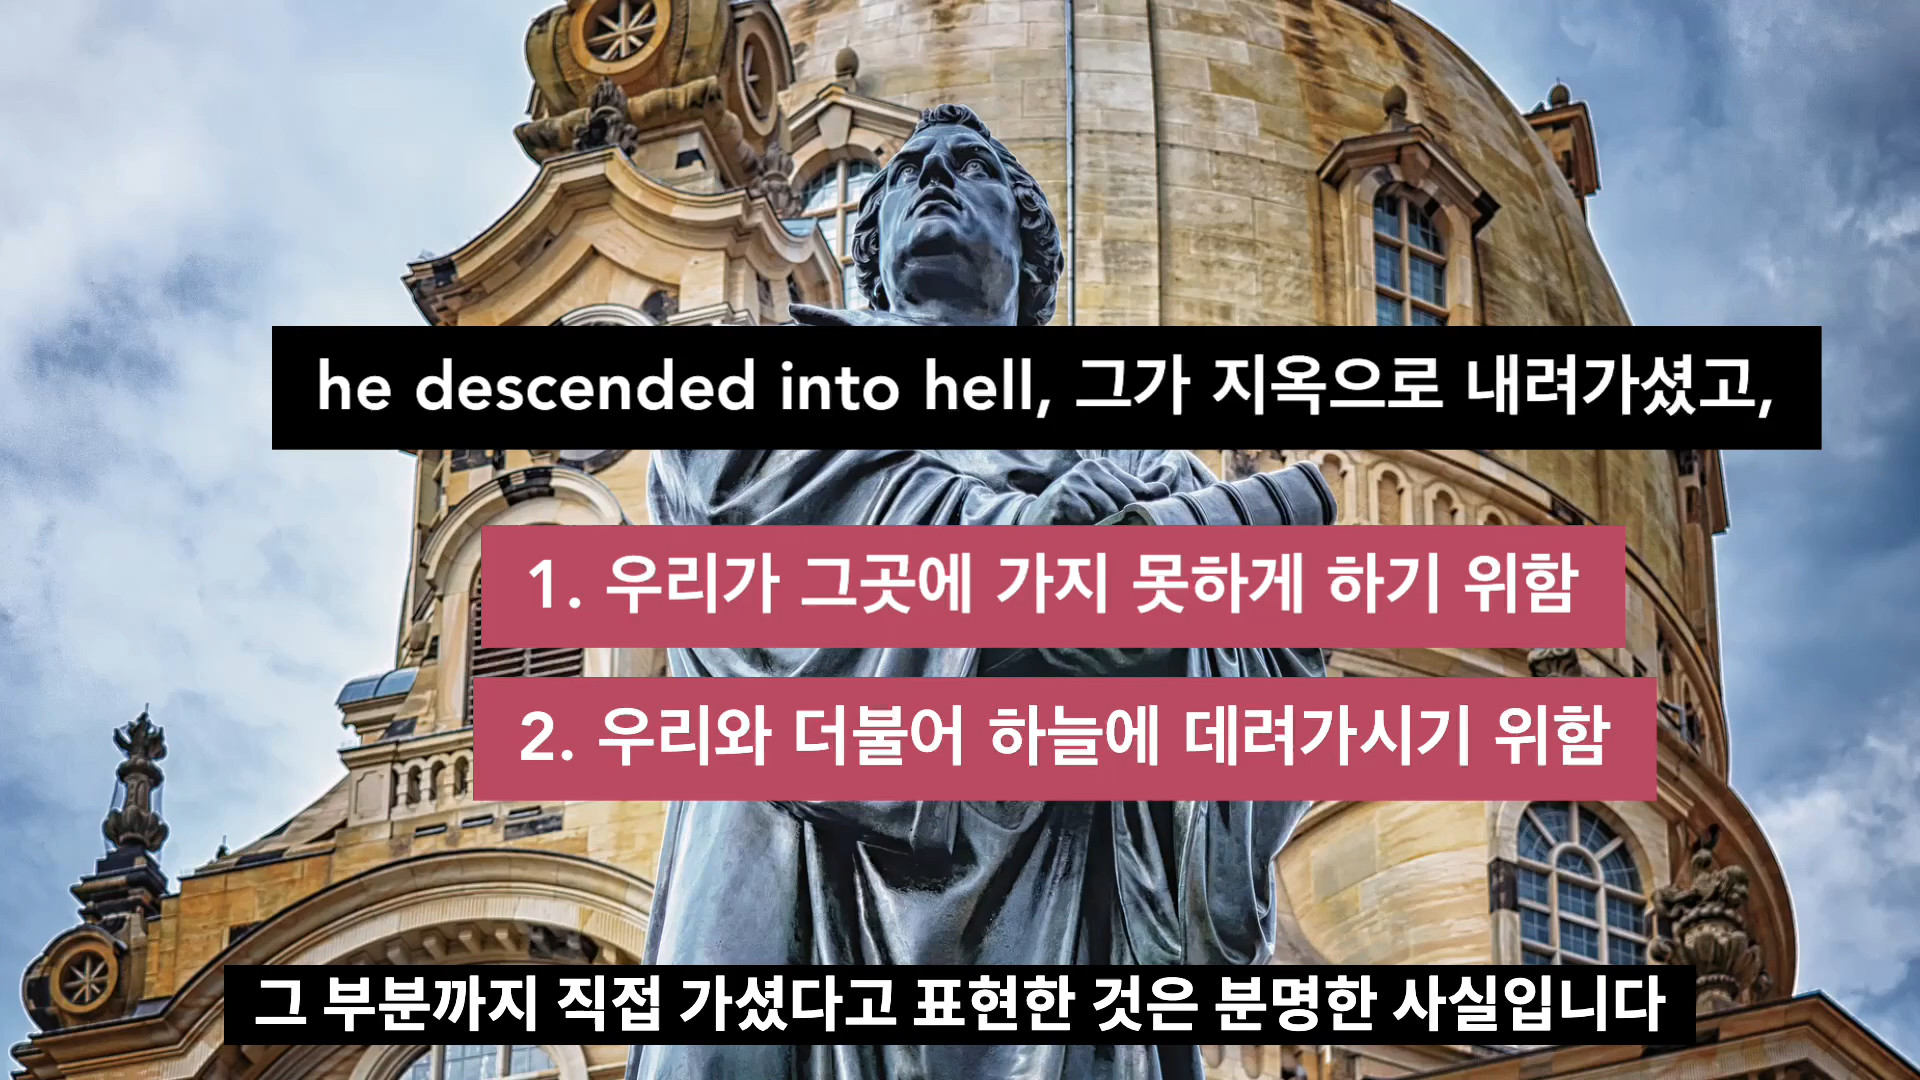 he descended into hell, 그가 지옥으로 내려가셨고,
1. 우리가 그곳에 가지 못하게 하기 위함
2. 우리와 더불어 하늘에 데려가시기 위함
그 부분까지 직접 가셨다고 표현한 것은 분명한 사실입니다